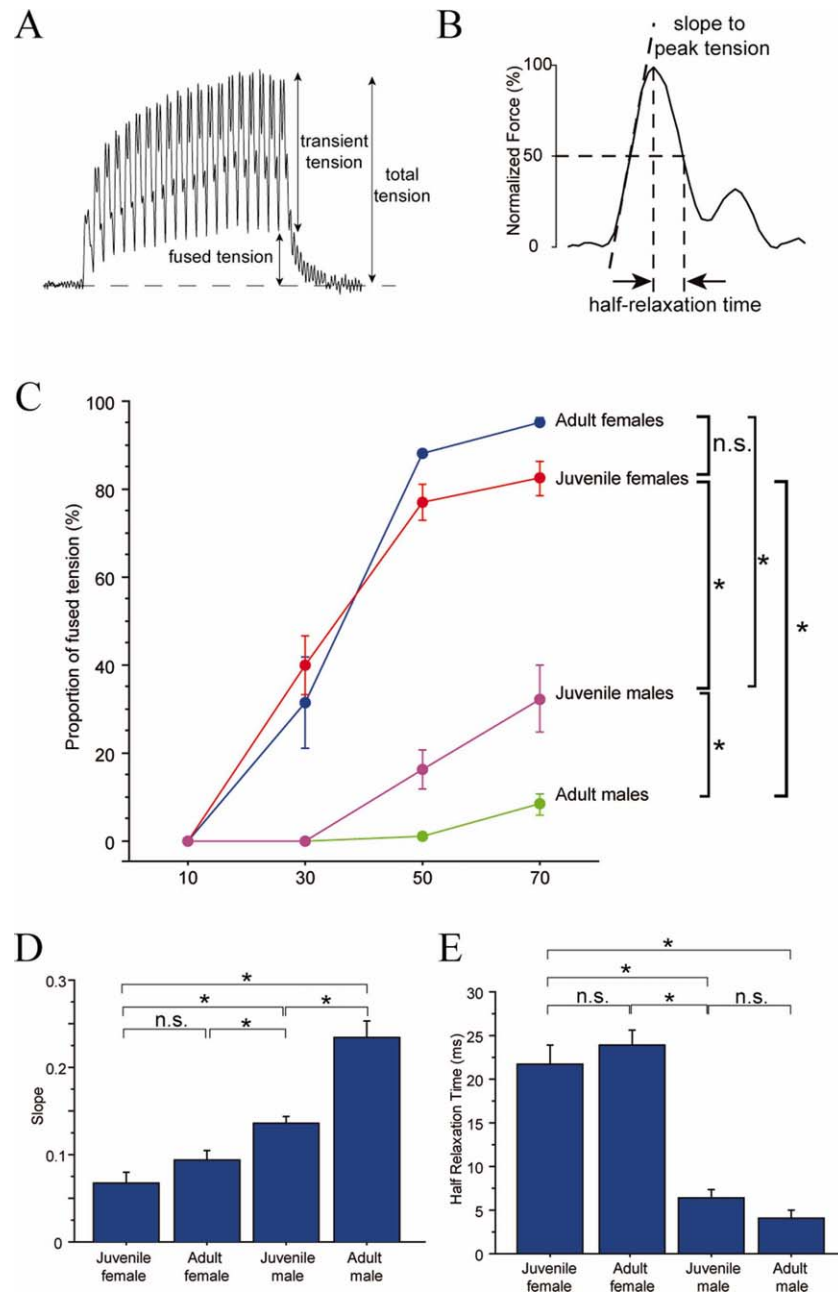 A
transient
tension
total
tension
fused tension
B
slope to
peak tension
Normalized Force (%)
100
50
0
half-relaxation time
C
Proportion of fused tension (%)
100
80
60
40
20
0
10 30 50 70
Adult females
Juvenile females
Juvenile males
Adult males
n.s.
*
*
*
*
D
Slope
0.3
0.2
0.1
0
*
* *
n.s. *
Juvenile
female
Adult
female
Juvenile
male
Adult
male
E
Half Relaxation Time (ms)
30
25
20
15
10
5
0
*
*
n.s. * n.s.
Juvenile
female
Adult
female
Juvenile
male
Adult
male